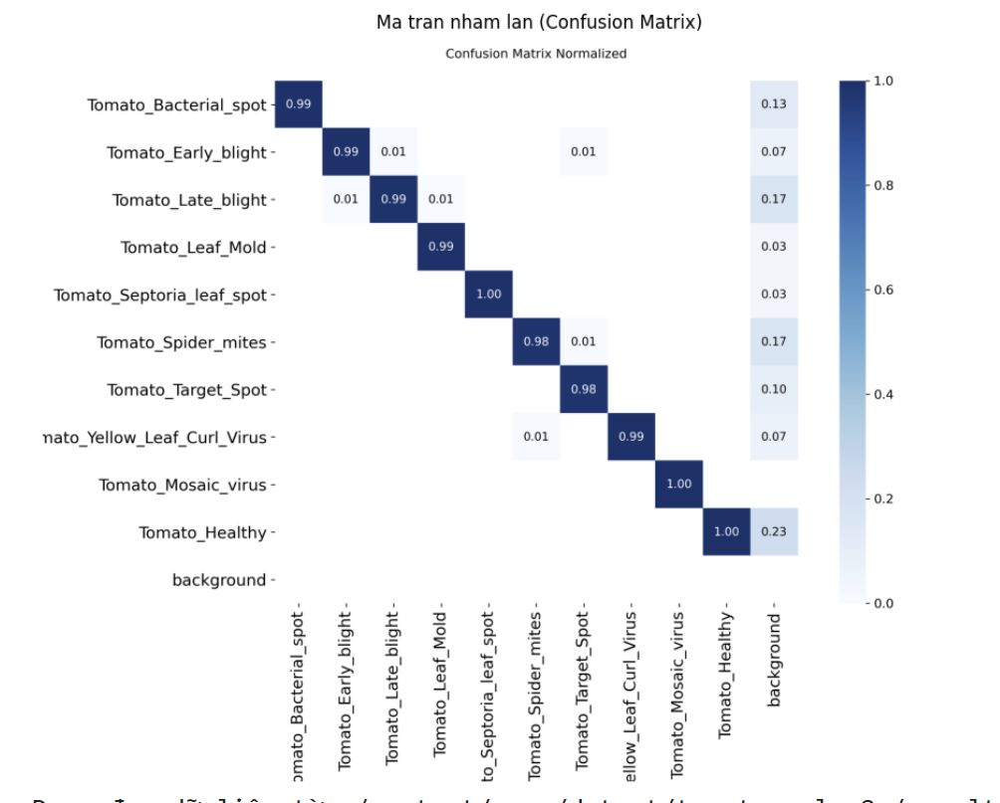 Ma tran nham lan (Confusion Matrix)
Confusion Matrix Normalized
Tomato_Bacterial_spot 0.99 0.13
Tomato_Early_blight 0.99 0.01 0.01 0.07
Tomato_Late_blight 0.01 0.99 0.01 0.17
Tomato_Leaf_Mold 0.99 0.03
Tomato_Septoria_leaf_spot 1.00 0.03
Tomato_Spider_mites 0.98 0.01 0.17
Tomato_Target_Spot 0.98 0.10
mato_Yellow_Leaf_Curl_Virus 0.01 0.99 0.07
Tomato_Mosaic_virus 1.00
Tomato_Healthy 1.00 0.23
background
omato_Bacterial_spot
Tomato_Early_blight
Tomato_Late_blight
Tomato_Leaf_Mold
to_Septoria_leaf_spot
Tomato_Spider_mites
Tomato_Target_Spot
ellow_Leaf_Curl_Virus
Tomato_Mosaic_virus
Tomato_Healthy
background
1.0
0.8
0.6
0.4
0.2
0.0